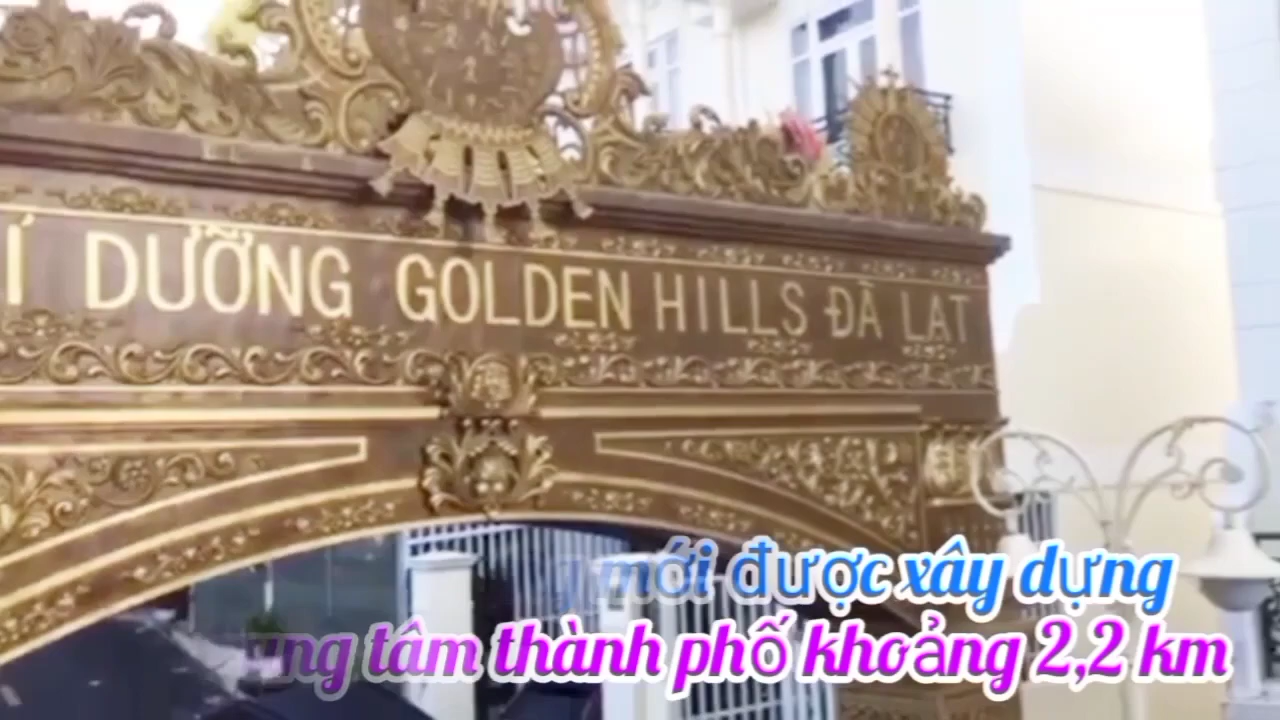 DƯỠNG GOLDEN HILLS ĐÀ LẠT
mới được xây dựng
tâm thành phố khoảng 2,2 km